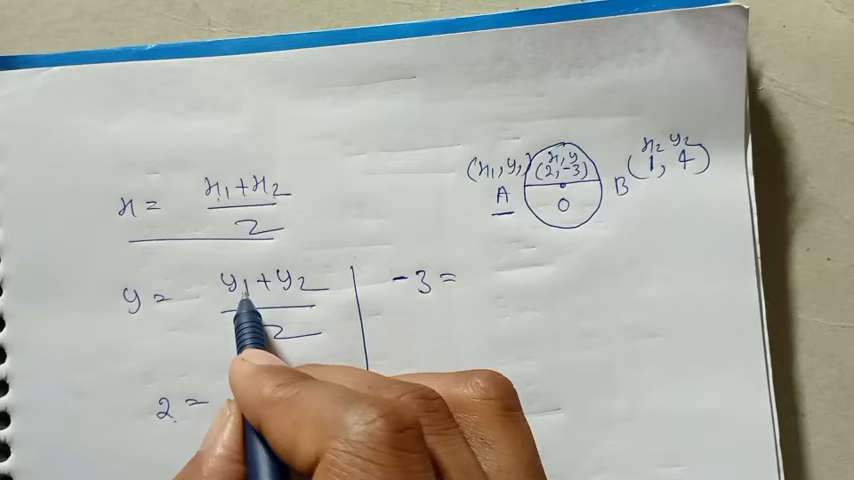 x = x1 + x2 / 2
y = y1 + y2 / 2
2 =
-3 =
(x1, y1) A
x, y
(2, -3)
O
x2 y2
B (1, 4)